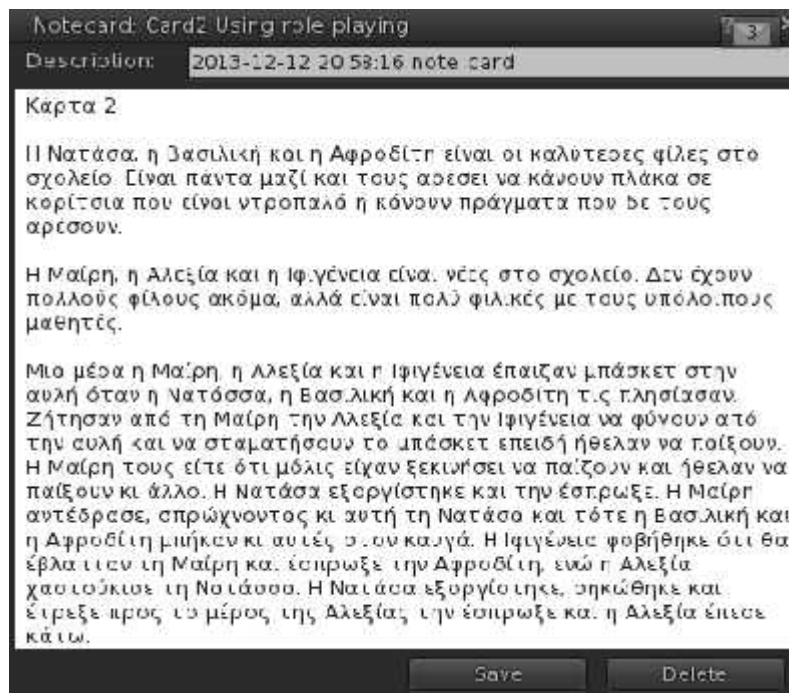 Notecard: Card2 Using role playing
3
Description: 2013-12-12 20:58:16 note card
Κάρτα 2
Η Νατάσα, η Βασιλική και η Αφροδίτη είναι οι καλύτερες φίλες στο
σχολείο. Είναι πάντα μαζί και τους αρέσει να κάνουν πλάκα σε
κορίτσια που είναι ντροπαλά ή κάνουν πράγματα που δε τους
αρέσουν.
Η Μαίρη, η Αλεξία και η Ιφιγένεια είναι νέες στο σχολείο. Δεν έχουν
πολλούς φίλους ακόμα, αλλά είναι πολύ φιλικές με τους υπόλοιπους
μαθητές.
Μια μέρα η Μαίρη, η Αλεξία και η Ιφιγένεια έπαιζαν μπάσκετ στην
αυλή όταν η Νατάσσα, η Βασιλική και η Αφροδίτη τις πλησίασαν.
Ζήτησαν από τη Μαίρη την Αλεξία και την Ιφιγένεια να φύγουν από
την αυλή και να σταματήσουν το μπάσκετ επειδή ήθελαν να παίξουν.
Η Μαίρη τους είπε ότι μόλις είχαν ξεκινήσει να παίζουν και ήθελαν να
παίξουν κι άλλο. Η Νατάσα εξοργίστηκε και την έσπρωξε. Η Μαίρη
αντέδρασε, σπρώχνοντας κι αυτή τη Νατάσα και τότε η Βασιλική και
η Αφροδίτη μπήκαν κι αυτές στον καυγά. Η Ιφιγένεια φοβήθηκε ότι θα
έβλαπταν τη Μαίρη και έσπρωξε την Αφροδίτη, ενώ η Αλεξία
χαστούκισε τη Νατάσσα. Η Νατάσα εξοργίστηκε, σηκώθηκε και
έτρεξε προς το μέρος της Αλεξίας την έσπρωξε και η Αλεξία έπεσε
κάτω.
Save Delete